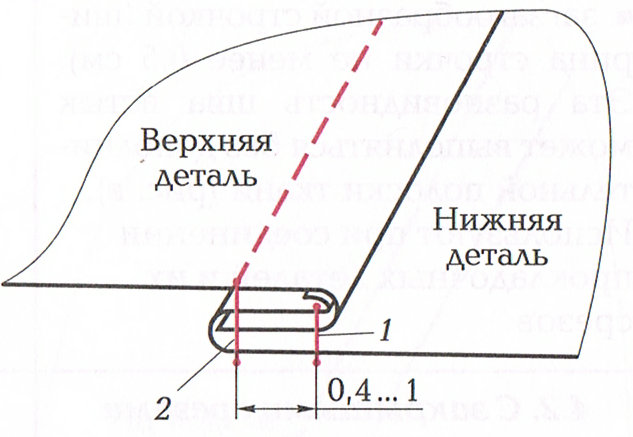 Верхняя
деталь
Нижняя
деталь
1
2
0,4...1